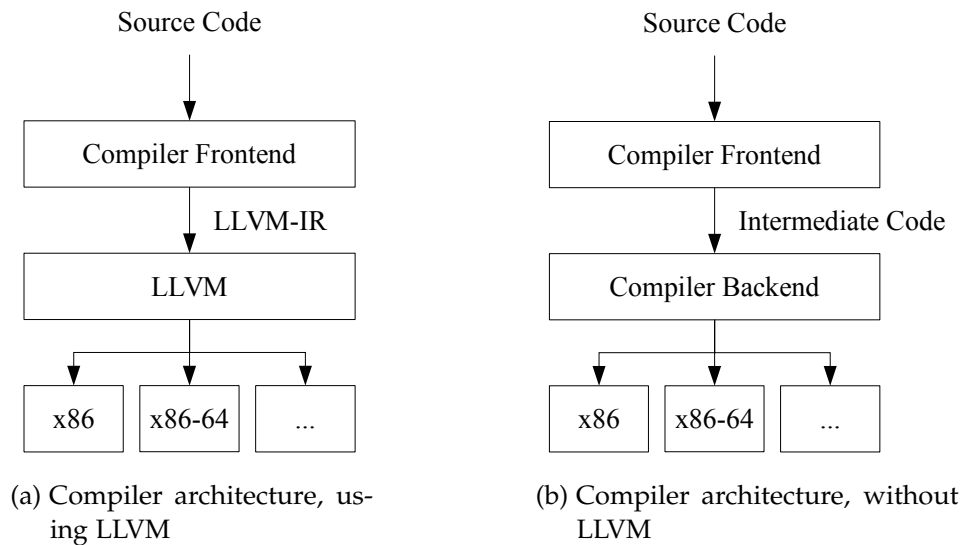 Source Code
Compiler Frontend
LLVM-IR
LLVM
x86
x86-64
...
(a) Compiler architecture, us-
ing LLVM
Source Code
Compiler Frontend
Intermediate Code
Compiler Backend
x86
x86-64
...
(b) Compiler architecture, without
LLVM